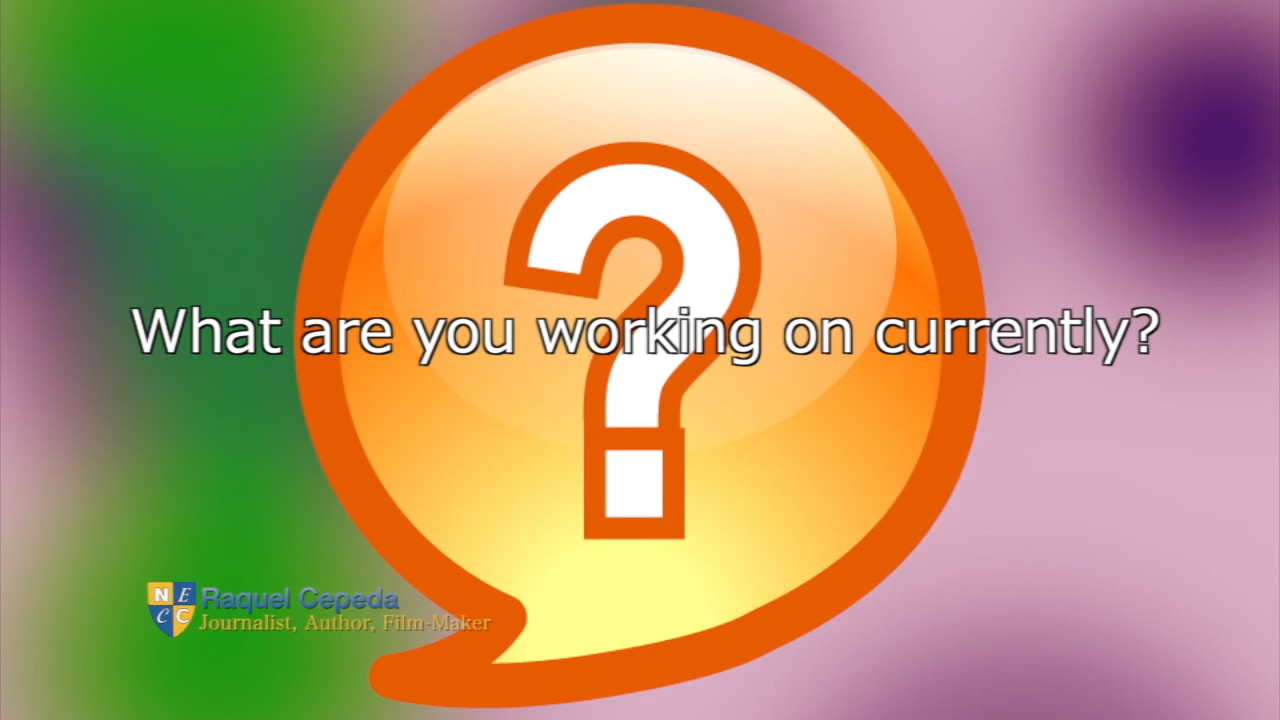 What are you working on currently?
N E
C C
Raquel Cepeda
Journalist, Author, Film-Maker